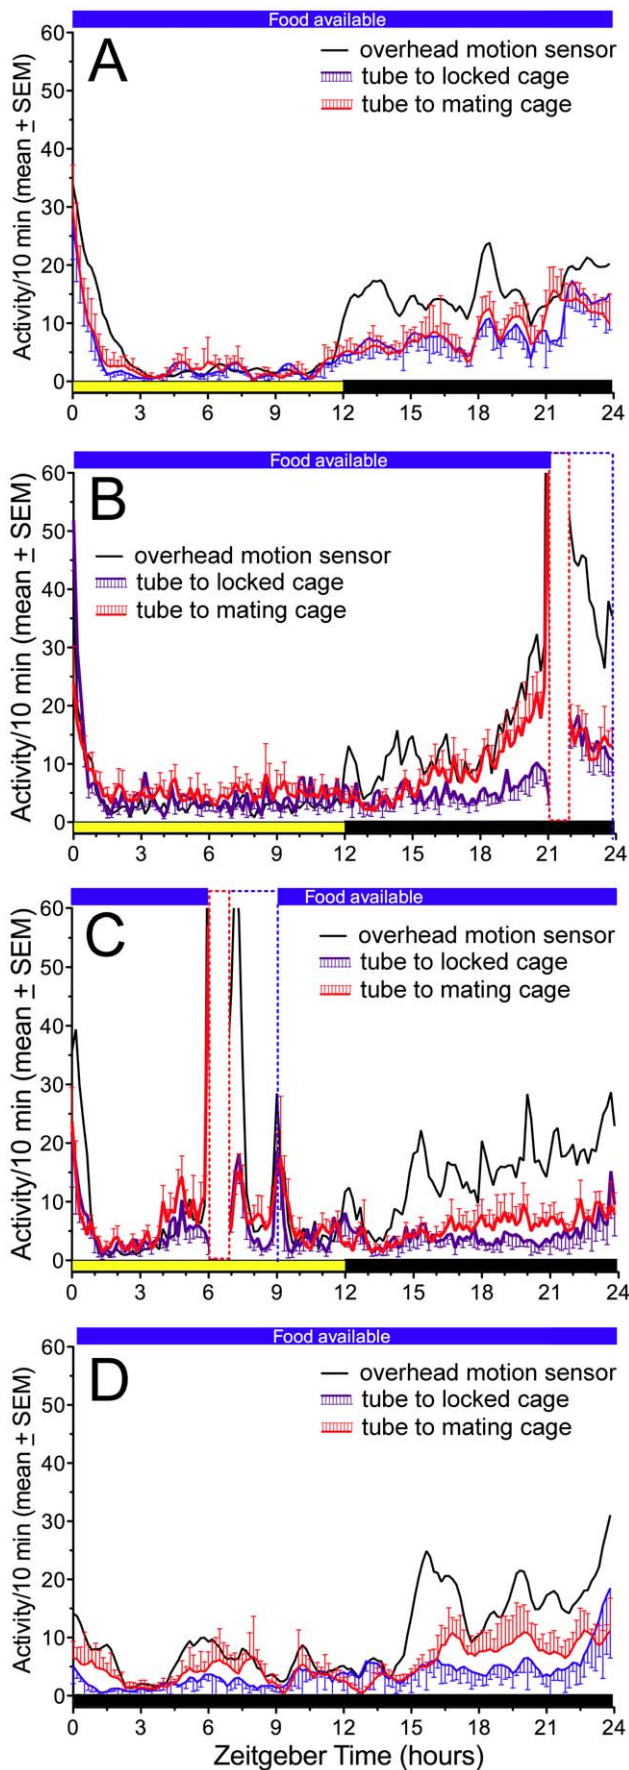 Food available
A
overhead motion sensor
tube to locked cage
tube to mating cage
Activity/10 min (mean ± SEM)
60
50
40
30
20
10
0
0 3 6 9 12 15 18 21 24
Food available
B
overhead motion sensor
tube to locked cage
tube to mating cage
Activity/10 min (mean ± SEM)
60
50
40
30
20
10
0
0 3 6 9 12 15 18 21 24
Food available
C
overhead motion sensor
tube to locked cage
tube to mating cage
Activity/10 min (mean ± SEM)
60
50
40
30
20
10
0
0 3 6 9 12 15 18 21 24
Food available
D
overhead motion sensor
tube to locked cage
tube to mating cage
Activity/10 min (mean ± SEM)
60
50
40
30
20
10
0
0 3 6 9 12 15 18 21 24
Zeitgeber Time (hours)